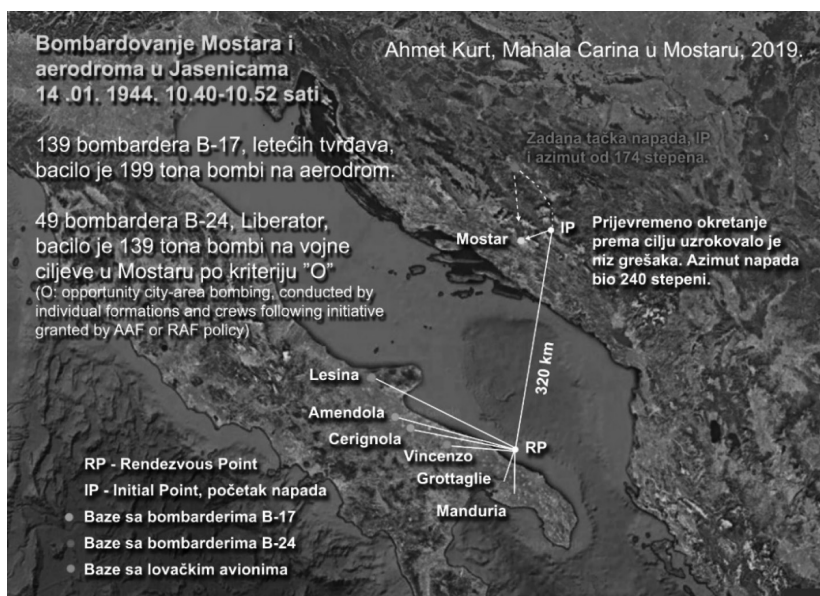 Bombardovanje Mostara i
aerodroma u Jasenicama
14 .01. 1944. 10.40-10.52 sati
Ahmet Kurt, Mahala Carina u Mostaru, 2019.
139 bombardera B-17, letećih tvrđava,
bacilo je 199 tona bombi na aerodrom.
49 bombardera B-24, Liberator,
bacilo je 139 tona bombi na vojne
ciljeve u Mostaru po kriteriju ”O”
(O: opportunity city-area bombing, conducted by
individual formations and crews following initiative
granted by AAF or RAF policy)
Zadana tačka napada, IP
i azimut od 174 stepena.
Mostar
IP
Prijevremeno okretanje
prema cilju uzrokovalo je
niz grešaka. Azimut napada
bio 240 stepeni.
320 km
Lesina
Amendola
Cerignola
Vincenzo
RP
Grottaglie
Manduria
RP - Rendezvous Point
IP - Initial Point, početak napada
Baze sa bombarderima B-17
Baze sa bombarderima B-24
Baze sa lovačkim avionima